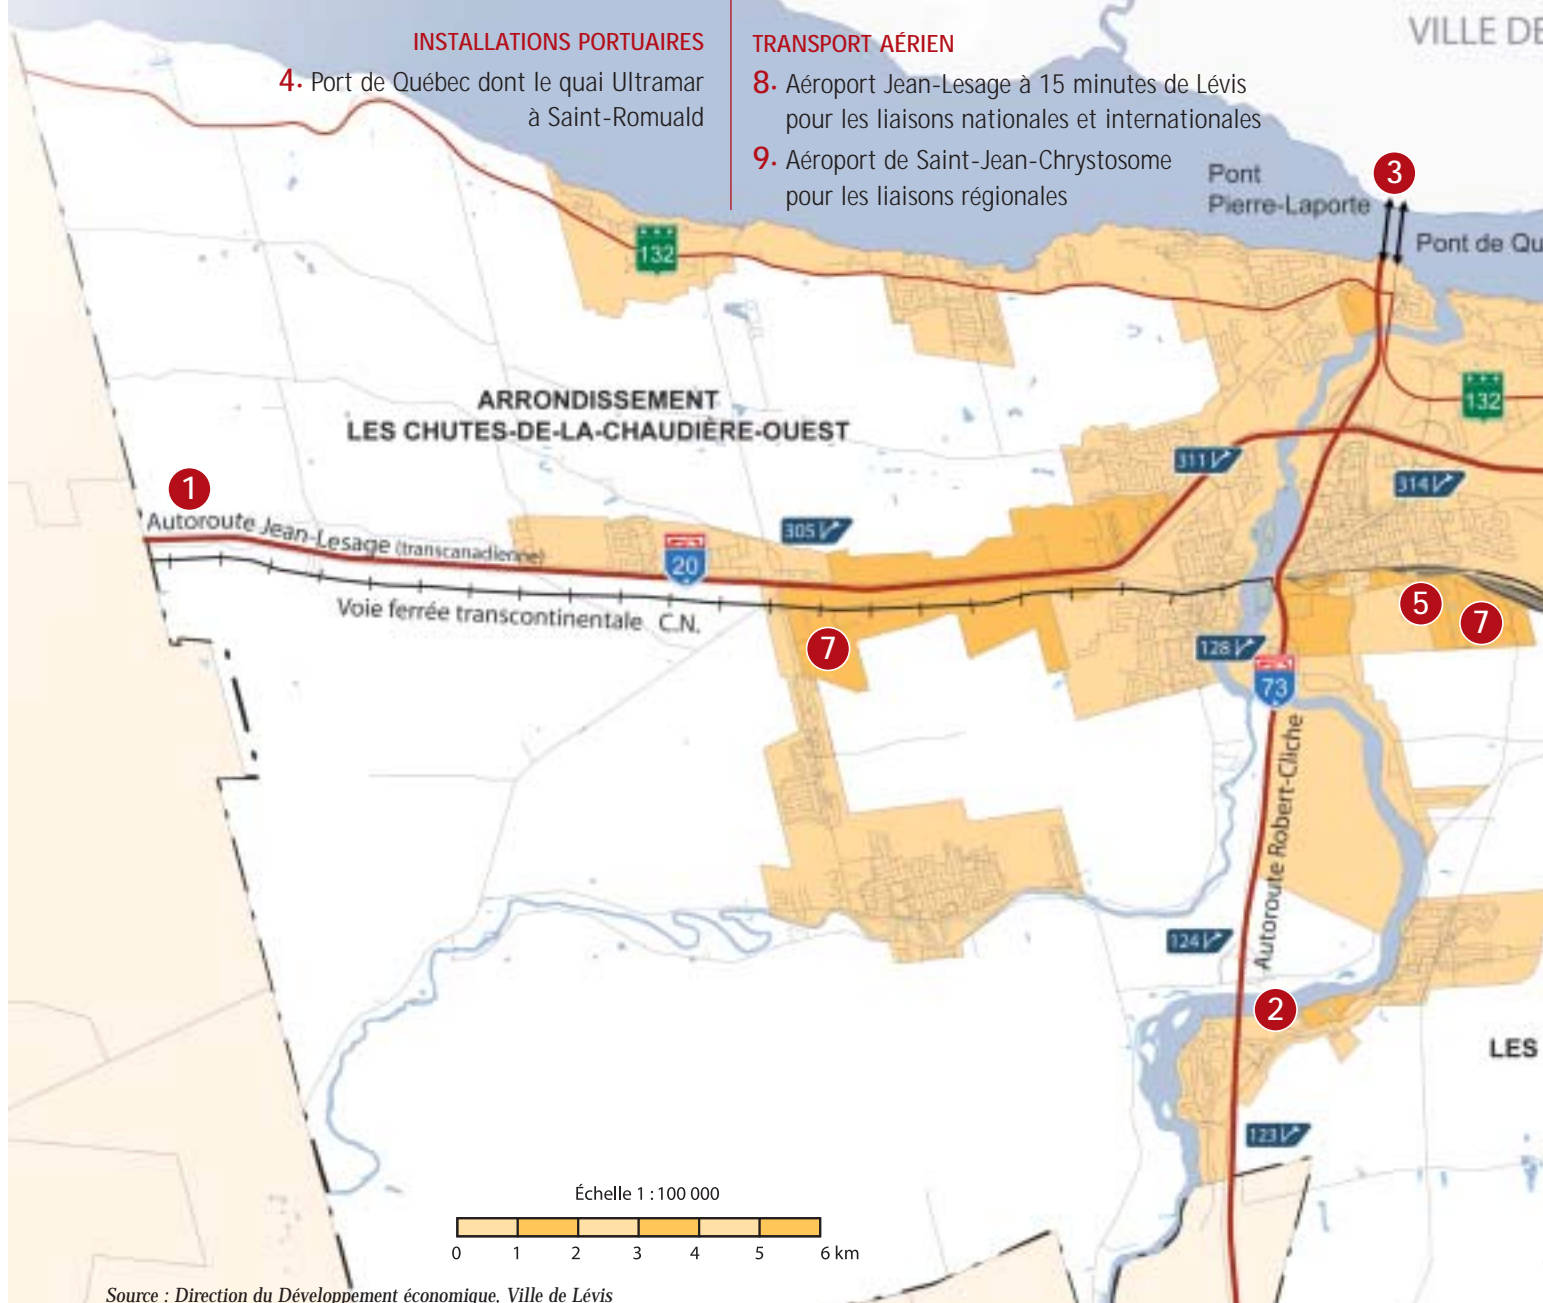 INSTALLATIONS PORTUAIRES
4. Port de Québec dont le quai Ultramar
à Saint-Romuald
TRANSPORT AÉRIEN
8. Aéroport Jean-Lesage à 15 minutes de Lévis
pour les liaisons nationales et internationales
9. Aéroport de Saint-Jean-Chrystosome
pour les liaisons régionales
VILLE DE
3
Pont
Pierre-Laporte
Pont de Qu
132
132
ARRONDISSEMENT
LES CHUTES-DE-LA-CHAUDIÈRE-OUEST
311
314
1
Autoroute Jean-Lesage (transcanadienne)
305
20
Voie ferrée transcontinentale C.N.
5
7
7
128
73
Autoroute Robert-Cliche
124
2
LES
123
Échelle 1 : 100 000
0 1 2 3 4 5 6 km
Source : Direction du Développement économique, Ville de Lévis